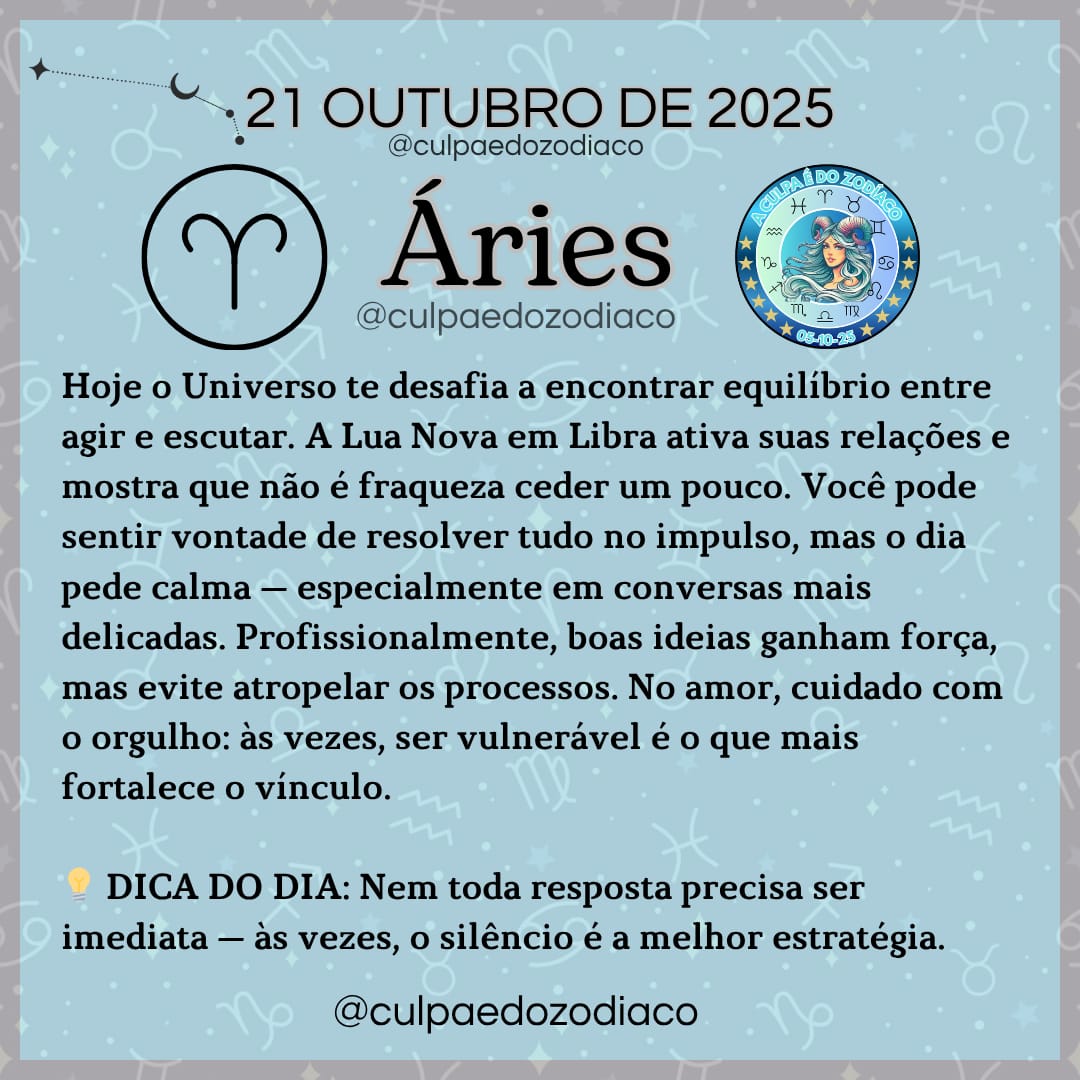 21 OUTUBRO DE 2025
@culpaedozodiaco
Áries
@culpaedozodiaco
A CULPA É DO ZODÍACO
05-10-25
Hoje o Universo te desafia a encontrar equilíbrio entre
agir e escutar. A Lua Nova em Libra ativa suas relações e
mostra que não é fraqueza ceder um pouco. Você pode
sentir vontade de resolver tudo no impulso, mas o dia
pede calma — especialmente em conversas mais
delicadas. Profissionalmente, boas ideias ganham força,
mas evite atropelar os processos. No amor, cuidado com
o orgulho: às vezes, ser vulnerável é o que mais
fortalece o vínculo.
💡 DICA DO DIA: Nem toda resposta precisa ser
imediata — às vezes, o silêncio é a melhor estratégia.
@culpaedozodiaco